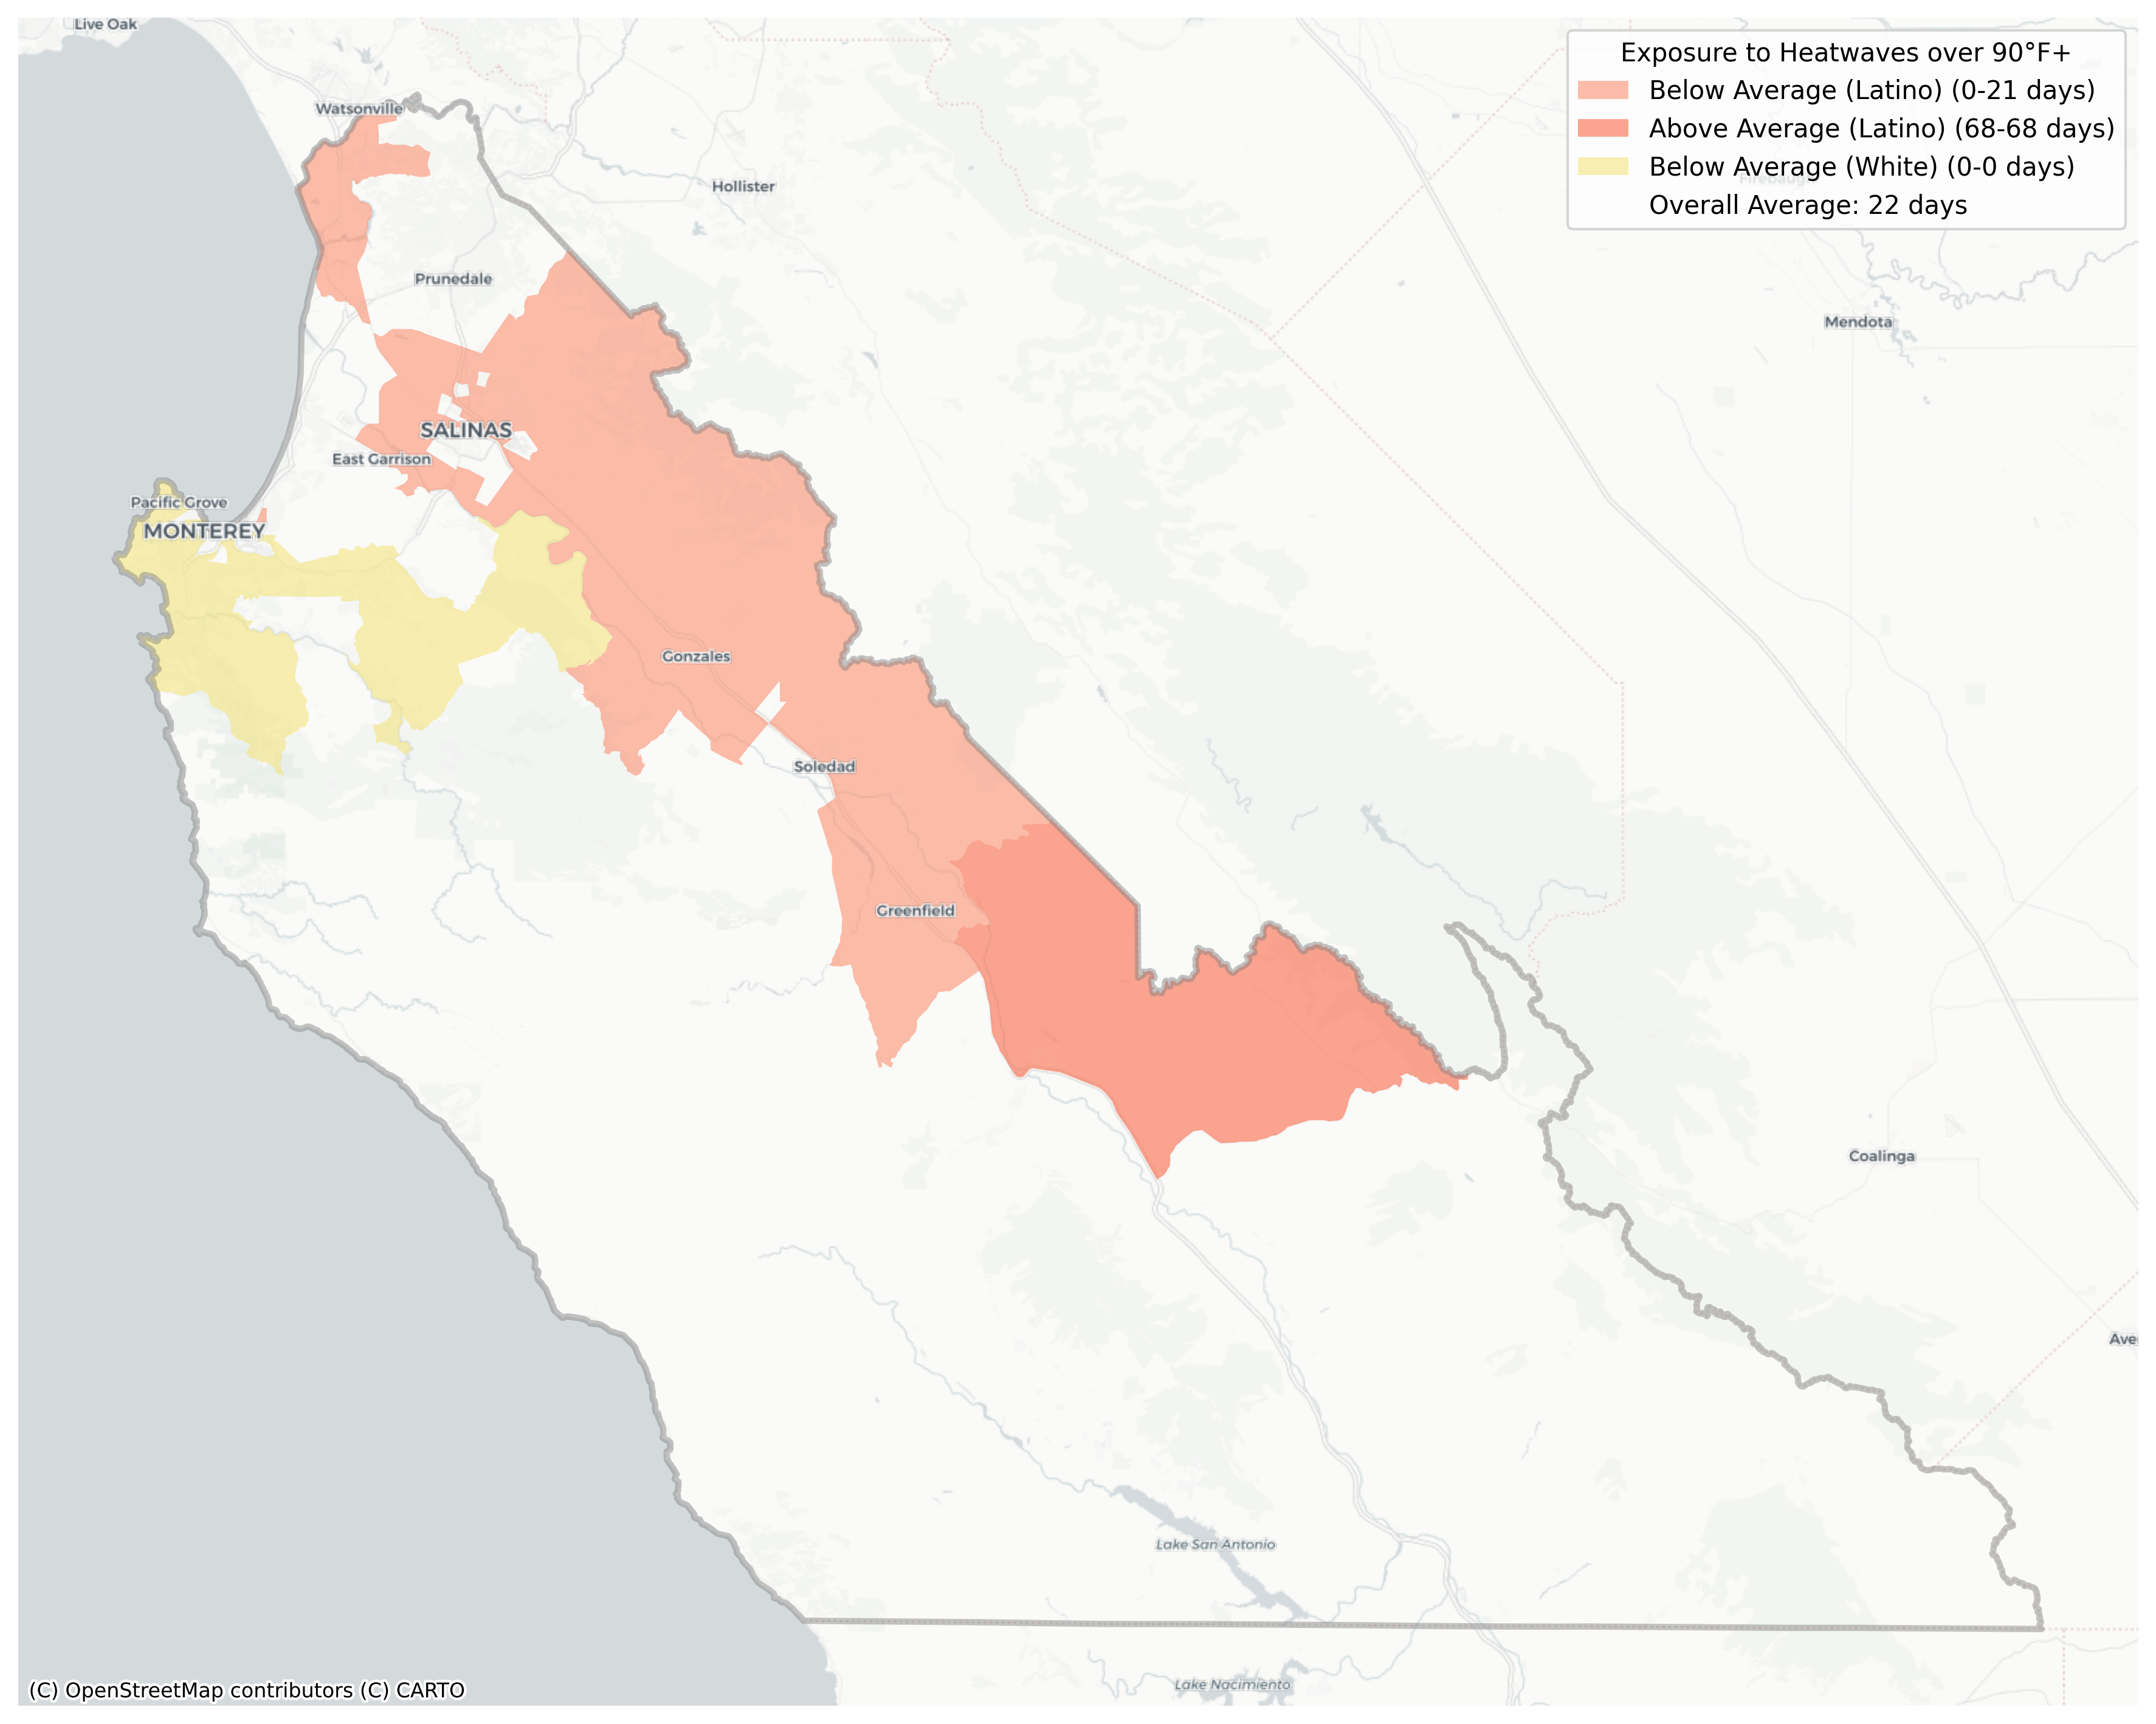 Live Oak
Exposure to Heatwaves over 90°F+
Below Average (Latino) (0-21 days)
Above Average (Latino) (68-68 days)
Below Average (White) (0-0 days)
Overall Average: 22 days
Watsonville
Hollister
Prunedale
Mendota
SALINAS
East Garrison
Pacific Grove
MONTEREY
Gonzales
Soledad
Greenfield
Coalinga
Ave
Lake San Antonio
Lake Nacimiento
(C) OpenStreetMap contributors (C) CARTO